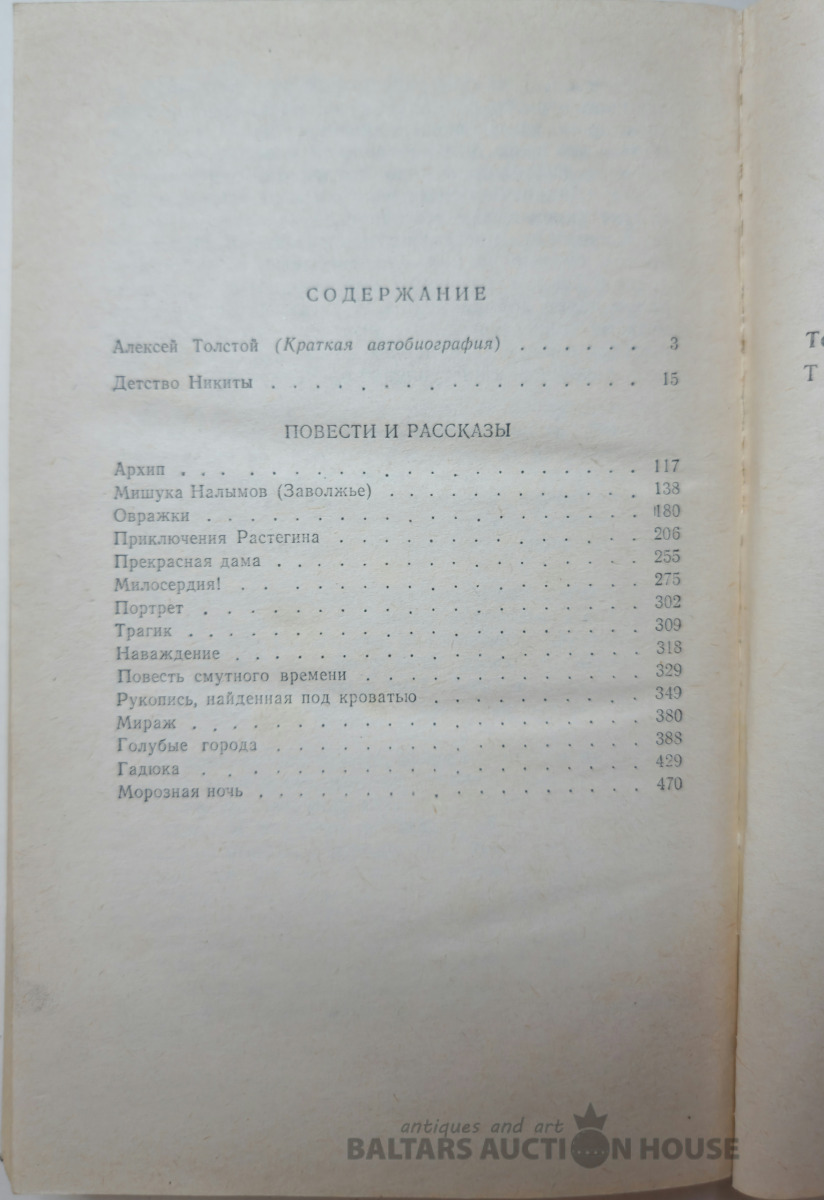 СОДЕРЖАНИЕ
Алексей Толстой (Краткая автобиография) . . . . . . 3
Детство Никиты . . . . . . . . . . . . . . . . . 15
ПОВЕСТИ И РАССКАЗЫ
Архип . . . . . . . . . . . . . . . . . . . . 117
Мишука Налымов (Заволжье) . . . . . . . . . . . 138
Овражки . . . . . . . . . . . . . . . . . . . 180
Приключения Растегина . . . . . . . . . . . . . 206
Прекрасная дама . . . . . . . . . . . . . . . . 255
Милосердия! . . . . . . . . . . . . . . . . . . 275
Портрет . . . . . . . . . . . . . . . . . . . 302
Трагик . . . . . . . . . . . . . . . . . . . . 309
Наваждение . . . . . . . . . . . . . . . . . . 318
Повесть смутного времени . . . . . . . . . . . . 329
Рукопись, найденная под кроватью . . . . . . . . . 349
Мираж . . . . . . . . . . . . . . . . . . . . 380
Голубые города . . . . . . . . . . . . . . . . 388
Гадюка . . . . . . . . . . . . . . . . . . . 429
Морозная ночь . . . . . . . . . . . . . . . . . 470
antiques and art
BALTARS AUCTION HOUSE